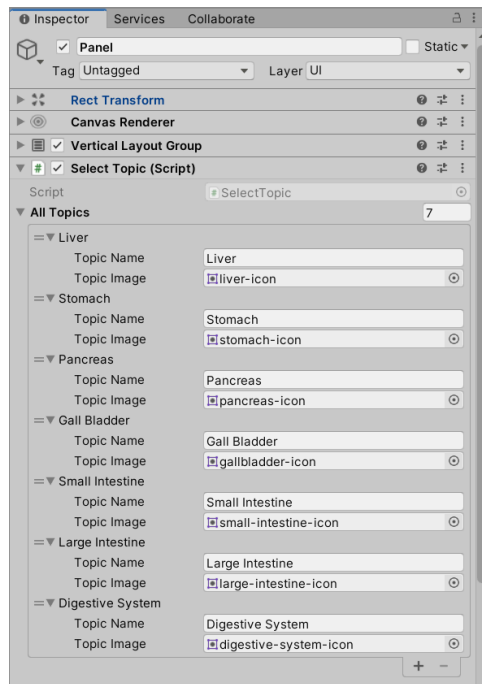 Inspector Services Collaborate
Panel Static
Tag Untagged Layer UI
Rect Transform
Canvas Renderer
Vertical Layout Group
# Select Topic (Script)
Script # SelectTopic
All Topics 7
Liver
Topic Name Liver
Topic Image liver-icon
Stomach
Topic Name Stomach
Topic Image stomach-icon
Pancreas
Topic Name Pancreas
Topic Image pancreas-icon
Gall Bladder
Topic Name Gall Bladder
Topic Image gallbladder-icon
Small Intestine
Topic Name Small Intestine
Topic Image small-intestine-icon
Large Intestine
Topic Name Large Intestine
Topic Image large-intestine-icon
Digestive System
Topic Name Digestive System
Topic Image digestive-system-icon
+ −